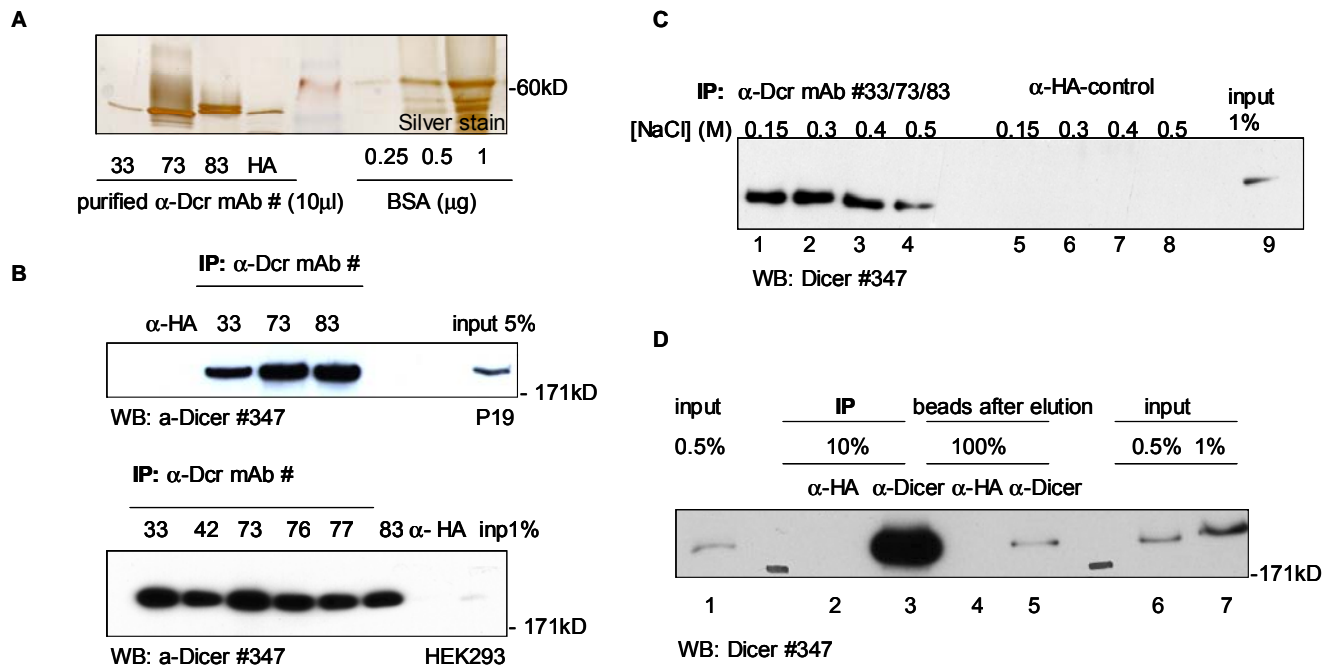 A
-60kD
Silver stain
33 73 83 HA
0.25 0.5 1
purified α-Dcr mAb # (10μl)
BSA (μg)
B
IP: α-Dcr mAb #
α-HA 33 73 83 input 5%
- 171kD
WB: a-Dicer #347
P19
IP: α-Dcr mAb #
33 42 73 76 77 83 α- HA inp1%
- 171kD
WB: a-Dicer #347
HEK293
C
IP: α-Dcr mAb #33/73/83
α-HA-control
input
1%
[NaCl] (M) 0.15 0.3 0.4 0.5 0.15 0.3 0.4 0.5
1 2 3 4 5 6 7 8 9
WB: Dicer #347
D
input IP beads after elution input
0.5% 10% 100% 0.5% 1%
α-HA α-Dicer α-HA α-Dicer
-171kD
1 2 3 4 5 6 7
WB: Dicer #347